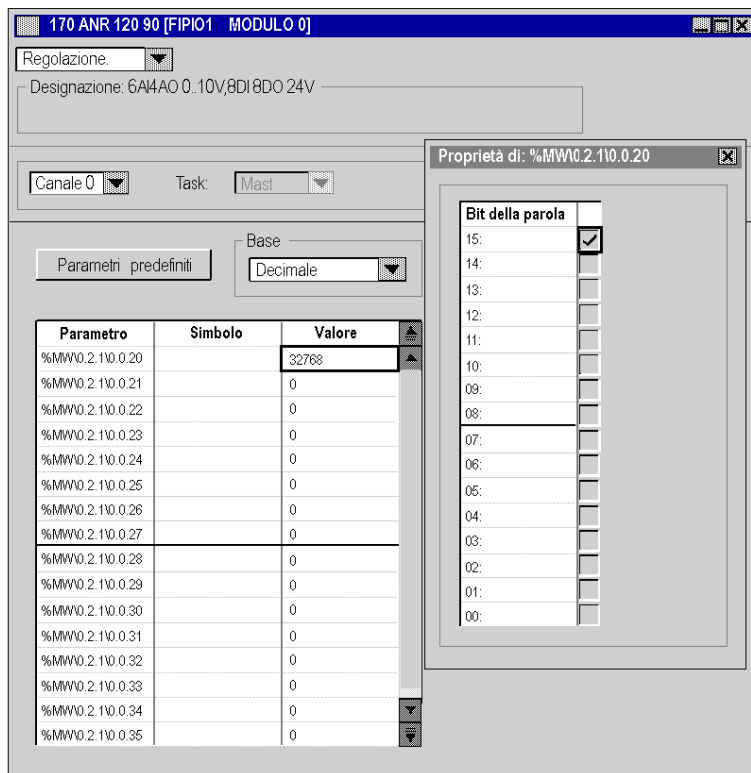 170 ANR 120 90 [FIPIO1 MODULO 0]
Regolazione.
Designazione: 6AI4AO 0..10V,8DI 8DO 24V
Canale 0 Task: Mast
Parametri predefiniti
Base
Decimale
Parametro Simbolo Valore
%MW\0.2.1\0.0.20 32768
%MW\0.2.1\0.0.21 0
%MW\0.2.1\0.0.22 0
%MW\0.2.1\0.0.23 0
%MW\0.2.1\0.0.24 0
%MW\0.2.1\0.0.25 0
%MW\0.2.1\0.0.26 0
%MW\0.2.1\0.0.27 0
%MW\0.2.1\0.0.28 0
%MW\0.2.1\0.0.29 0
%MW\0.2.1\0.0.30 0
%MW\0.2.1\0.0.31 0
%MW\0.2.1\0.0.32 0
%MW\0.2.1\0.0.33 0
%MW\0.2.1\0.0.34 0
%MW\0.2.1\0.0.35 0
Proprietà di: %MW\0.2.1\0.0.20
Bit della parola
15:
14:
13:
12:
11:
10:
09:
08:
07:
06:
05:
04:
03:
02:
01:
00: